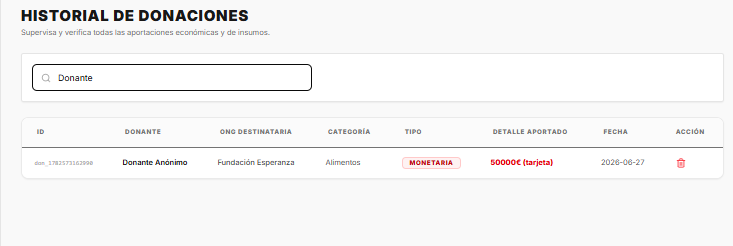 HISTORIAL DE DONACIONES
Supervisa y verifica todas las aportaciones económicas y de insumos.
Donante
ID DONANTE ONG DESTINATARIA CATEGORÍA TIPO DETALLE APORTADO FECHA ACCIÓN
don_1782573162990 Donante Anónimo Fundación Esperanza Alimentos MONETARIA 50000€ (tarjeta) 2026-06-27